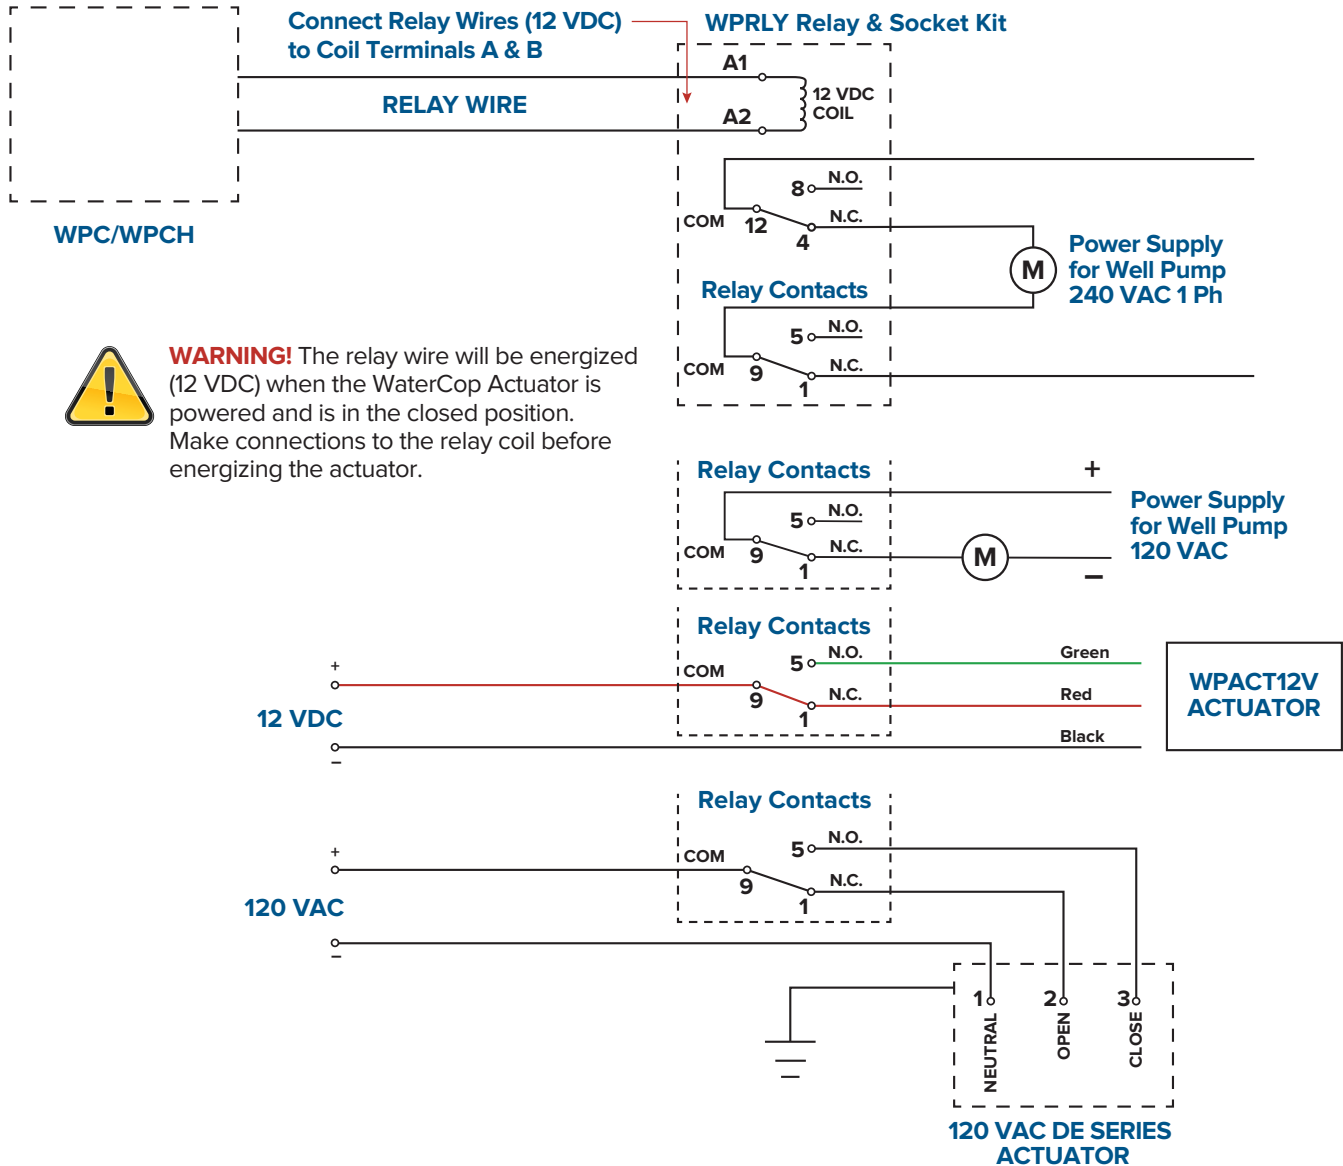 Connect Relay Wires (12 VDC)
to Coil Terminals A & B
WPRLY Relay & Socket Kit
A1
RELAY WIRE
12 VDC
COIL
A2
WPC/WPCH
8
N.O.
COM
12
N.C.
4
Power Supply
for Well Pump
240 VAC 1 Ph
M
Relay Contacts
5
N.O.
COM
9
N.C.
1
WARNING! The relay wire will be energized
(12 VDC) when the WaterCop Actuator is
powered and is in the closed position.
Make connections to the relay coil before
energizing the actuator.
!
Relay Contacts
+
5
N.O.
COM
9
N.C.
1
M
Power Supply
for Well Pump
120 VAC
–
Relay Contacts
5
N.O.
Green
+
COM
9
N.C.
1
Red
12 VDC
Black
–
WPACT12V
ACTUATOR
Relay Contacts
5
N.O.
+
COM
9
N.C.
1
120 VAC
–
1
2
3
NEUTRAL
OPEN
CLOSE
120 VAC DE SERIES
ACTUATOR